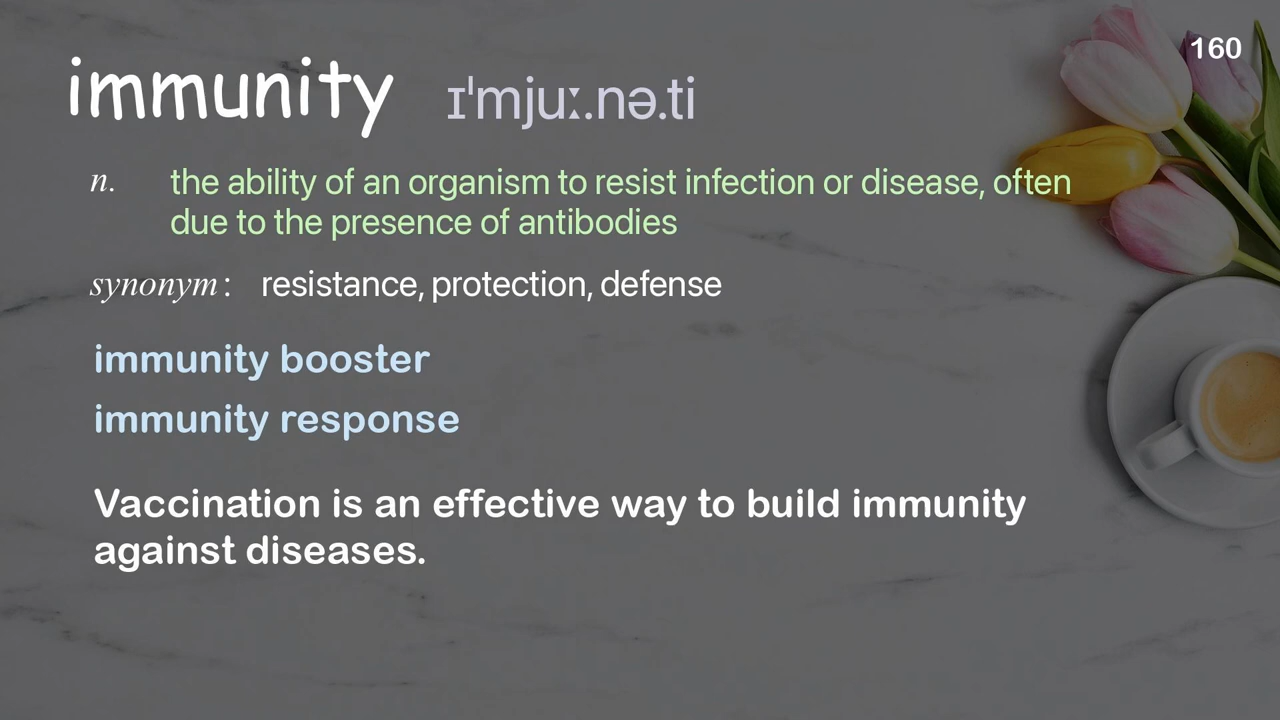 160
immunity ɪˈmjuː.nə.ti
n. the ability of an organism to resist infection or disease, often
due to the presence of antibodies
synonym: resistance, protection, defense
immunity booster
immunity response
Vaccination is an effective way to build immunity
against diseases.